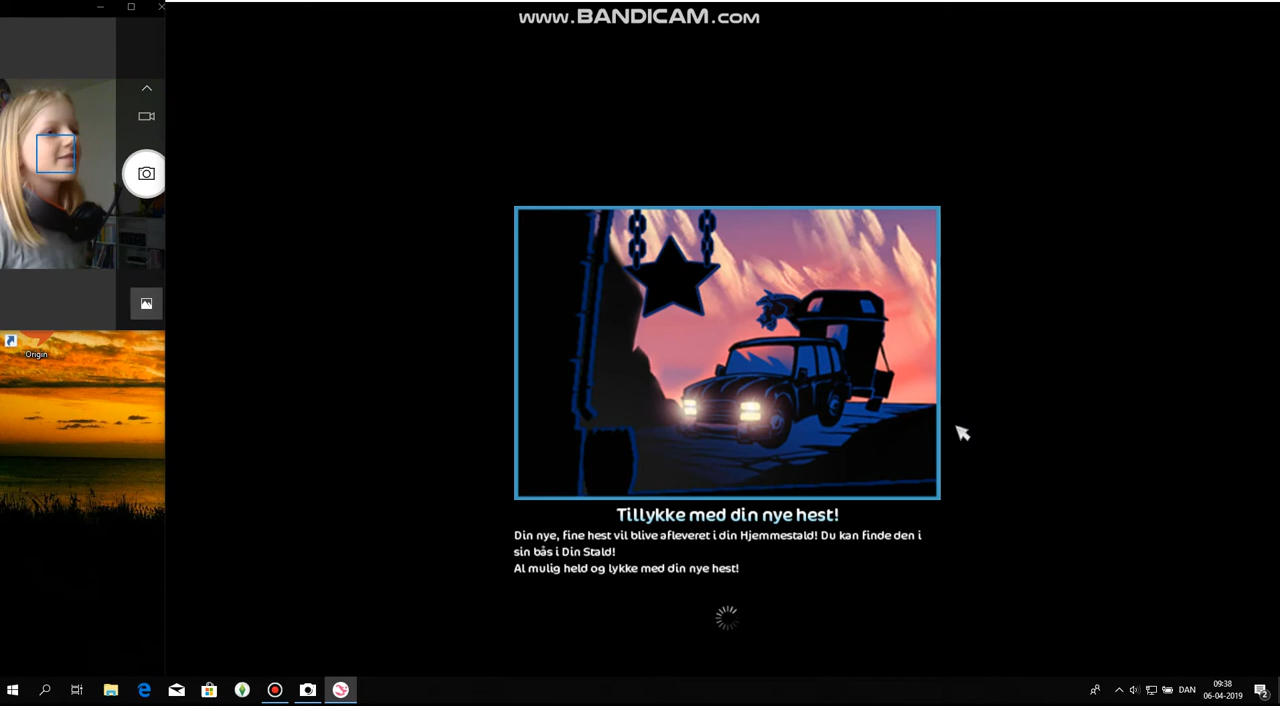 www.BANDICAM.com
Origin
Tillykke med din nye hest!
Din nye, fine hest vil blive afleveret i din Hjemmestald! Du kan finde den i
sin bås i Din Stald!
Al mulig held og lykke med din nye hest!
DAN
09:38
06-04-2019
2